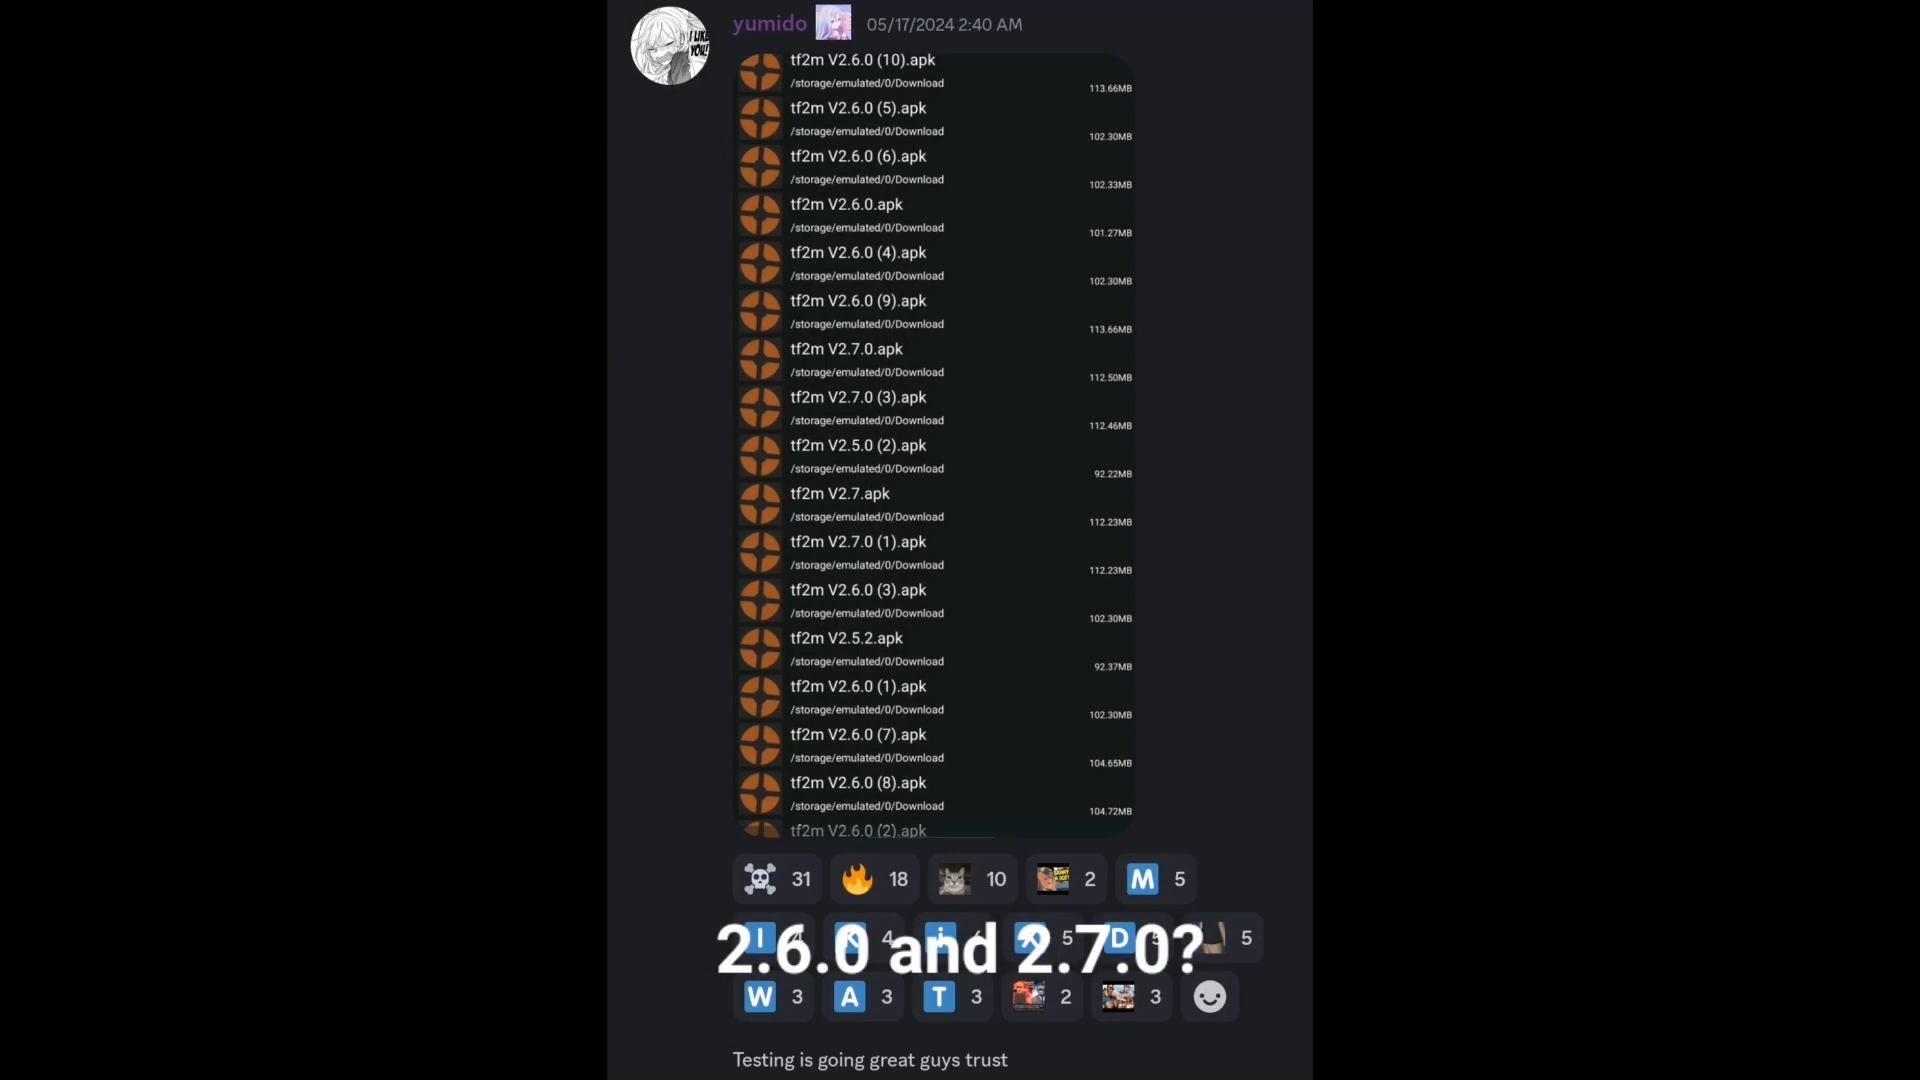 yumido 05/17/2024 2:40 AM
I LIKE
YOU!
tf2m V2.6.0 (10).apk
/storage/emulated/0/Download
113.66MB
tf2m V2.6.0 (5).apk
/storage/emulated/0/Download
102.30MB
tf2m V2.6.0 (6).apk
/storage/emulated/0/Download
102.33MB
tf2m V2.6.0.apk
/storage/emulated/0/Download
101.27MB
tf2m V2.6.0 (4).apk
/storage/emulated/0/Download
102.30MB
tf2m V2.6.0 (9).apk
/storage/emulated/0/Download
113.66MB
tf2m V2.7.0.apk
/storage/emulated/0/Download
112.50MB
tf2m V2.7.0 (3).apk
/storage/emulated/0/Download
112.46MB
tf2m V2.5.0 (2).apk
/storage/emulated/0/Download
92.22MB
tf2m V2.7.apk
/storage/emulated/0/Download
112.23MB
tf2m V2.7.0 (1).apk
/storage/emulated/0/Download
112.23MB
tf2m V2.6.0 (3).apk
/storage/emulated/0/Download
102.30MB
tf2m V2.5.2.apk
/storage/emulated/0/Download
92.37MB
tf2m V2.6.0 (1).apk
/storage/emulated/0/Download
102.30MB
tf2m V2.6.0 (7).apk
/storage/emulated/0/Download
104.65MB
tf2m V2.6.0 (8).apk
/storage/emulated/0/Download
104.72MB
tf2m V2.6.0 (2).apk
31 18 10 2 M 5
I K 4 i 5 D 5
2.6.0 and 2.7.0?
W 3 A 3 T 3 2 3
Testing is going great guys trust